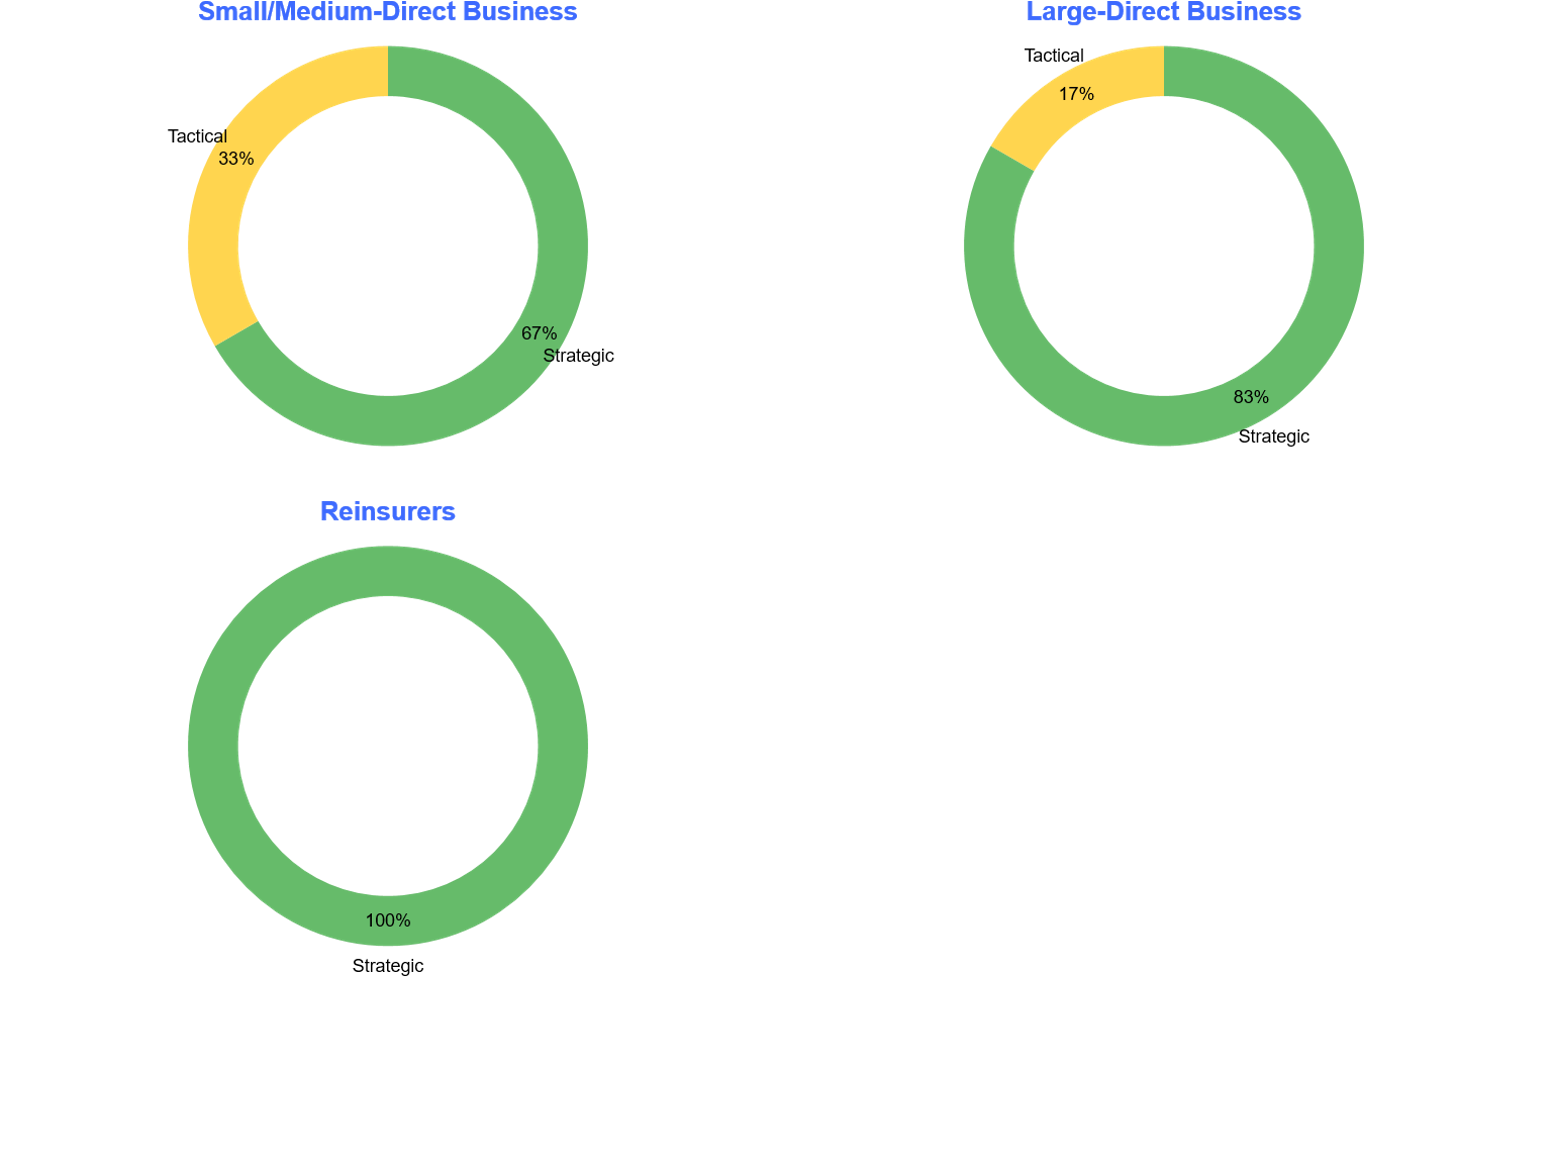 Small/Medium-Direct Business
Tactical
33%
67%
Strategic
Large-Direct Business
Tactical
17%
83%
Strategic
Reinsurers
100%
Strategic